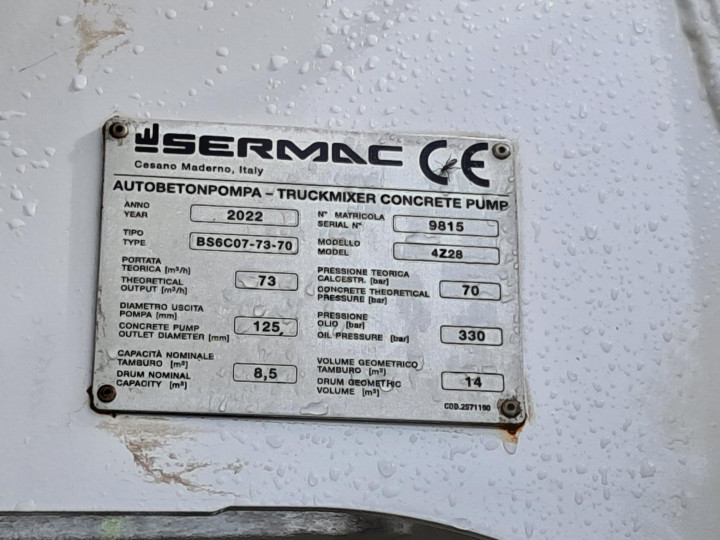 SERMAC CE
Cesano Maderno, Italy
AUTOBETONPOMPA - TRUCKMIXER CONCRETE PUMP
ANNO
YEAR
2022
N° MATRICOLA
SERIAL N°
9815
TIPO
TYPE
BS6C07-73-70
MODELLO
MODEL
4Z28
PORTATA
TEORICA [m³/h]
THEORETICAL
OUTPUT [m³/h]
73
PRESSIONE TEORICA
CALCESTR. [bar]
CONCRETE THEORETICAL
PRESSURE [bar]
70
DIAMETRO USCITA
POMPA [mm]
CONCRETE PUMP
OUTLET DIAMETER [mm]
125
PRESSIONE
OLIO [bar]
OIL PRESSURE [bar]
330
CAPACITÀ NOMINALE
TAMBURO [m³]
DRUM NOMINAL
CAPACITY [m³]
8,5
VOLUME GEOMETRICO
TAMBURO [m³]
DRUM GEOMETRIC
VOLUME [m³]
14
COD.2571190